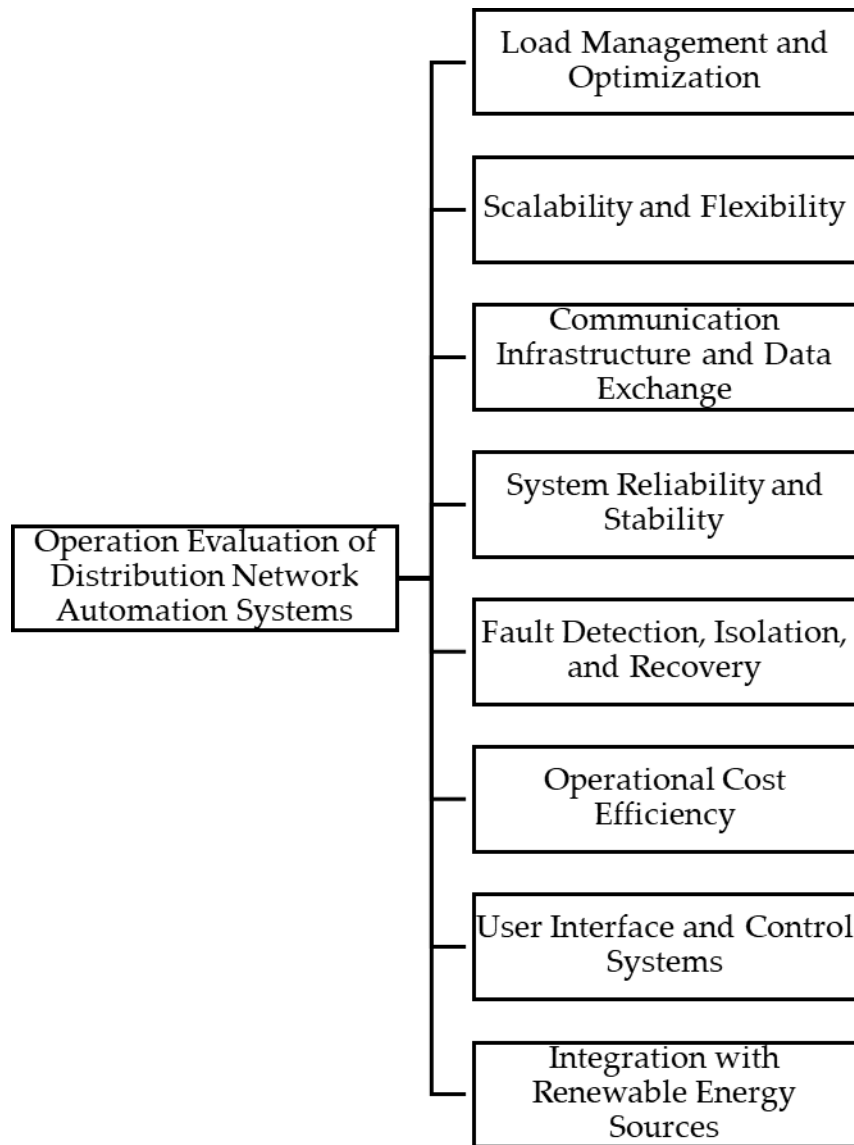 Load Management and
Optimization
Scalability and Flexibility
Communication
Infrastructure and Data
Exchange
System Reliability and
Stability
Operation Evaluation of
Distribution Network
Automation Systems
Fault Detection, Isolation,
and Recovery
Operational Cost
Efficiency
User Interface and Control
Systems
Integration with
Renewable Energy
Sources